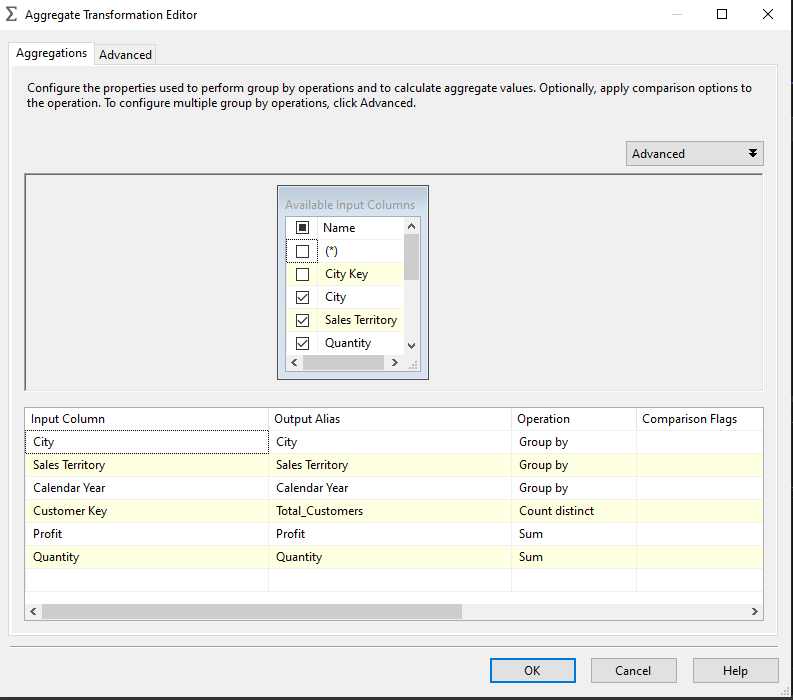 Aggregate Transformation Editor
Aggregations Advanced
Configure the properties used to perform group by operations and to calculate aggregate values. Optionally, apply comparison options to
the operation. To configure multiple group by operations, click Advanced.
Advanced
Available Input Columns
Name
(*)
City Key
City
Sales Territory
Quantity
Input Column Output Alias Operation Comparison Flags
City City Group by
Sales Territory Sales Territory Group by
Calendar Year Calendar Year Group by
Customer Key Total_Customers Count distinct
Profit Profit Sum
Quantity Quantity Sum
OK Cancel Help